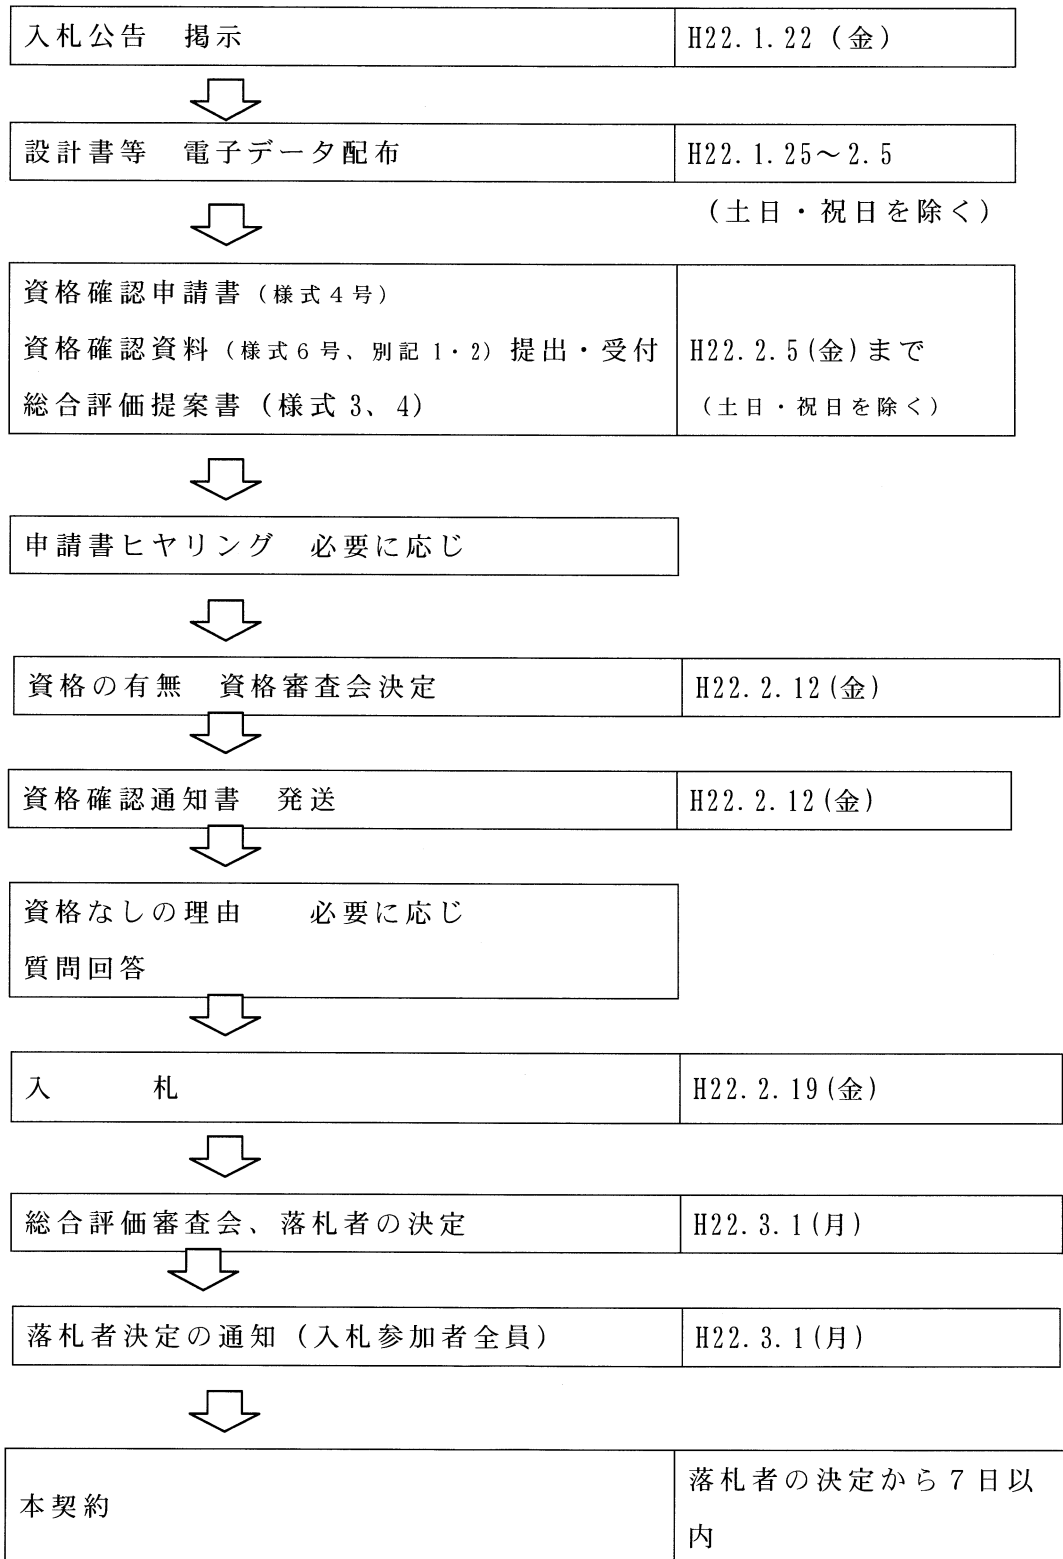 入札公告　掲示　H22.1.22（金）
設計書等　電子データ配布　H22.1.25～2.5
（土日・祝日を除く）
資格確認申請書（様式４号）
資格確認資料（様式６号、別記1・2）提出・受付　H22.2.5(金)まで
総合評価提案書（様式3、4）　（土日・祝日を除く）
申請書ヒヤリング　必要に応じ
資格の有無　資格審査会決定　H22.2.12(金)
資格確認通知書　発送　H22.2.12(金)
資格なしの理由　　必要に応じ
質問回答
入　　　札　H22.2.19(金)
総合評価審査会、落札者の決定　H22.3.1(月)
落札者決定の通知（入札参加者全員）　H22.3.1(月)
本契約　落札者の決定から７日以
内